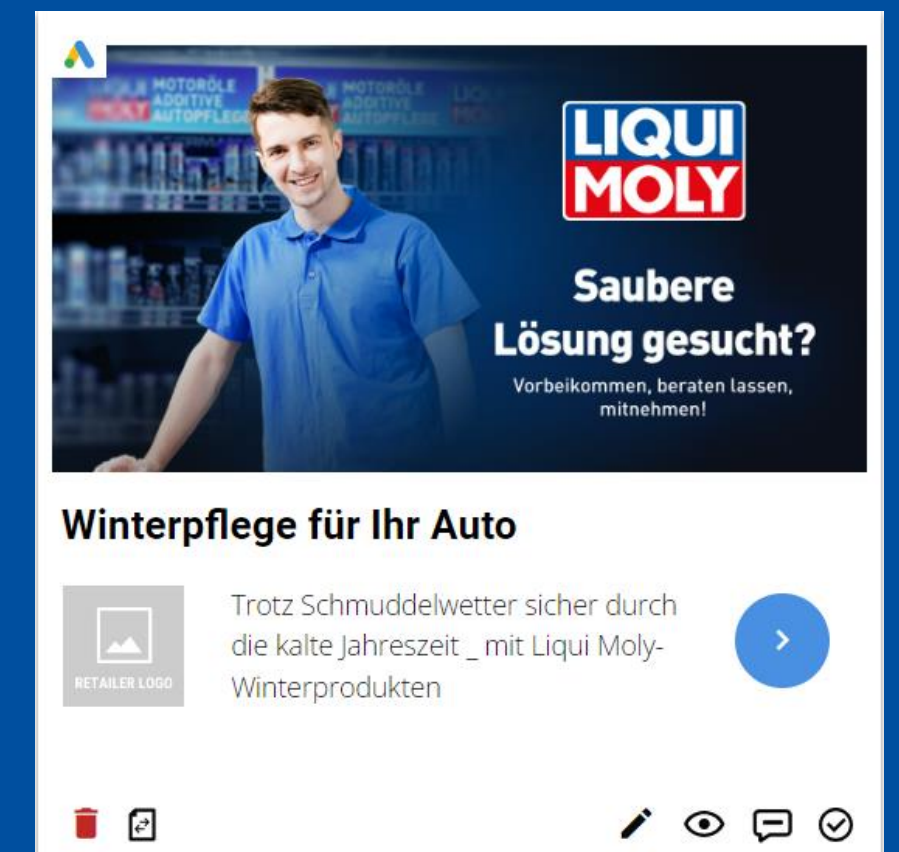 MOTORÖLE
ADDITIVE
AUTOPFLEGE
MOTORÖLE
ADDITIVE
AUTOPFLEGE
LIQUI
MOLY
Saubere
Lösung gesucht?
Vorbeikommen, beraten lassen,
mitnehmen!
Winterpflege für Ihr Auto
Trotz Schmuddelwetter sicher durch
die kalte Jahreszeit _ mit Liqui Moly-
Winterprodukten
RETAILER LOGO